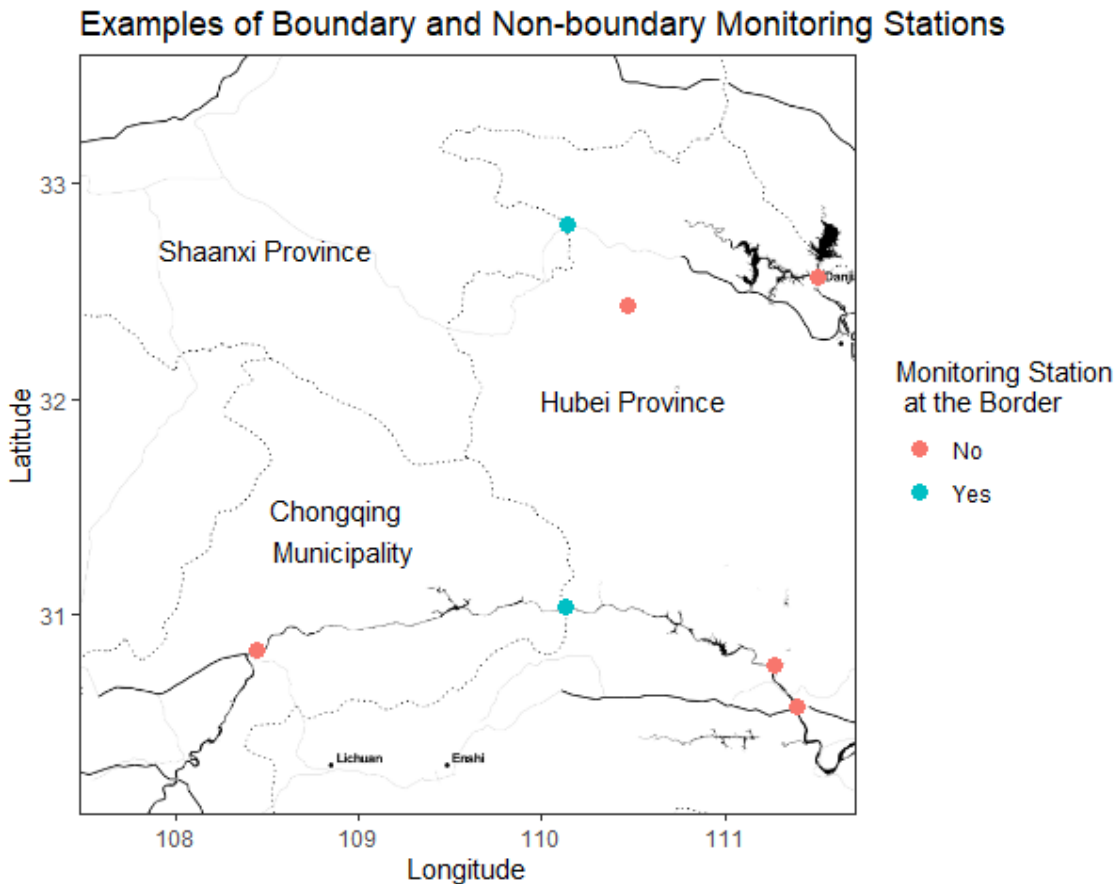 Examples of Boundary and Non-boundary Monitoring Stations
33
Shaanxi Province
Hubei Province
32
Latitude
Chongqing
Municipality
31
Lichuan
Enshi
108
109
110
111
Longitude
Monitoring Station
at the Border
No
Yes